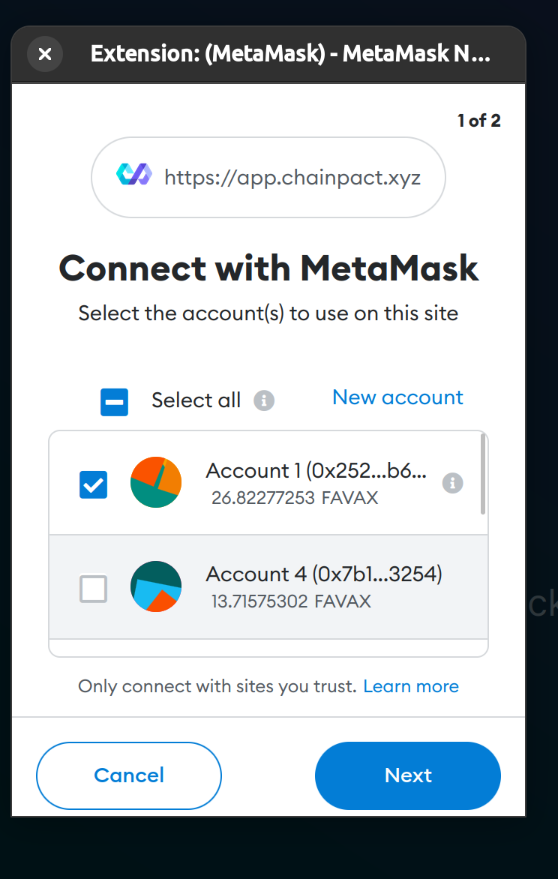 Extension: (MetaMask) - MetaMask N...
1 of 2
https://app.chainpact.xyz
Connect with MetaMask
Select the account(s) to use on this site
Select all
New account
Account 1 (0x252...b6...
26.82277253 FAVAX
Account 4 (0x7b1...3254)
13.71575302 FAVAX
Only connect with sites you trust. Learn more
Cancel
Next